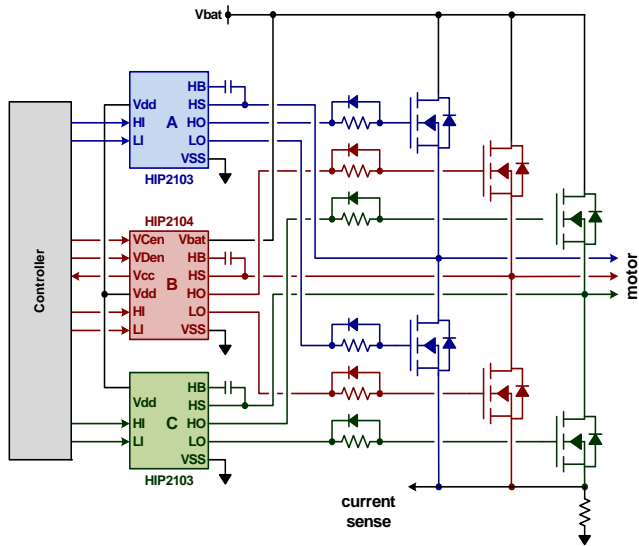 Vbat
Controller
HB
Vdd
HS
HI
A
HO
LI
LO
VSS
HIP2103
HIP2104
VCen
Vbat
VDen
HB
Vcc
HS
Vdd
B
HO
HI
LO
LI
VSS
motor
HB
Vdd
HS
HI
C
HO
LI
LO
VSS
HIP2103
current
sense